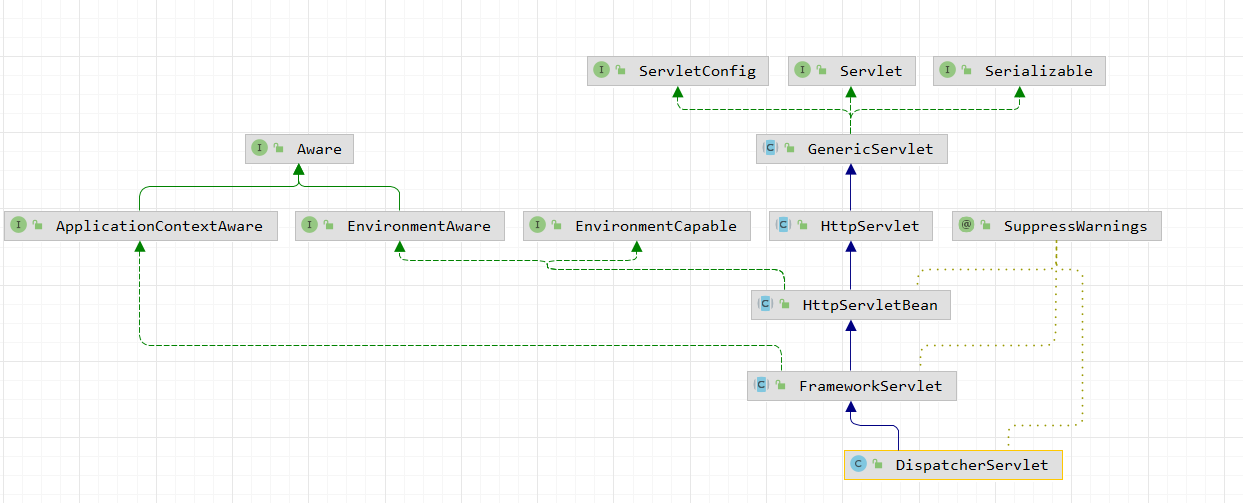 ServletConfig
Servlet
Serializable
Aware
GenericServlet
ApplicationContextAware
EnvironmentAware
EnvironmentCapable
HttpServlet
SuppressWarnings
HttpServletBean
FrameworkServlet
DispatcherServlet